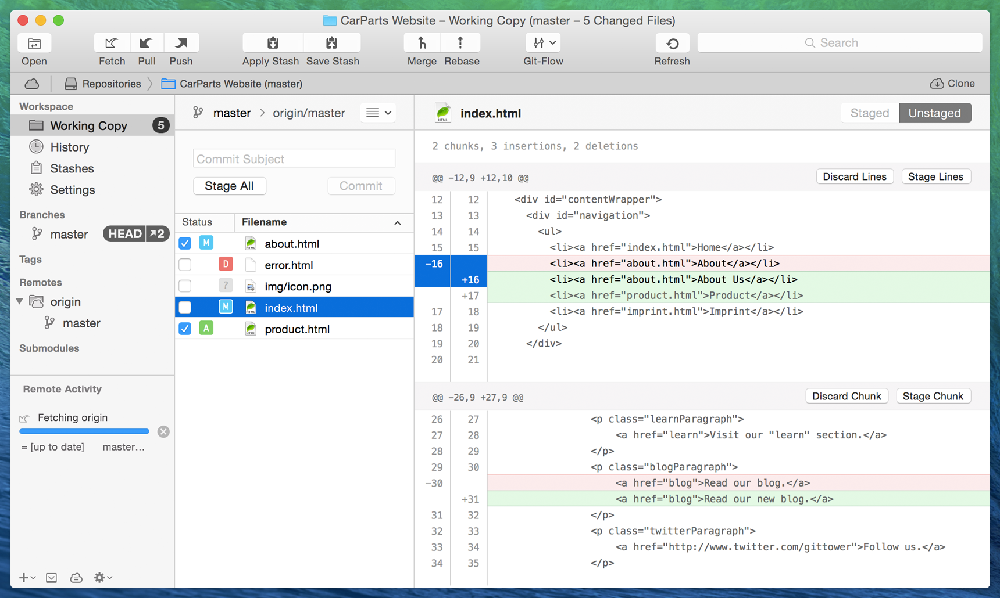 CarParts Website – Working Copy (master – 5 Changed Files)
Open
Fetch
Pull
Push
Apply Stash
Save Stash
Merge
Rebase
Git-Flow
Refresh
Search
Repositories
CarParts Website (master)
Clone
Workspace
Working Copy 5
History
Stashes
Settings
Branches
master HEAD 2
Tags
Remotes
origin
master
Submodules
Remote Activity
Fetching origin
= [up to date] master…
master > origin/master
Commit Subject
Stage All
Commit
Status Filename
M about.html
D error.html
? img/icon.png
M index.html
A product.html
index.html
Staged Unstaged
2 chunks, 3 insertions, 2 deletions
@@ -12,9 +12,10 @@
Discard Lines
Stage Lines
12 12 <div id="contentWrapper">
13 13 <div id="navigation">
14 14 <ul>
15 15 <li><a href="index.html">Home</a></li>
-16 <li><a href="about.html">About</a></li>
+16 <li><a href="about.html">About Us</a></li>
+17 <li><a href="product.html">Product</a></li>
17 18 <li><a href="imprint.html">Imprint</a></li>
18 19 </ul>
19 20 </div>
20 21
@@ -26,9 +27,9 @@
Discard Chunk
Stage Chunk
26 27 <p class="learnParagraph">
27 28 <a href="learn">Visit our "learn" section.</a>
28 29 </p>
29 30 <p class="blogParagraph">
-30 <a href="blog">Read our blog.</a>
+31 <a href="blog">Read our new blog.</a>
31 32 </p>
32 33 <p class="twitterParagraph">
33 34 <a href="http://www.twitter.com/gittower">Follow us.</a>
34 35 </p>